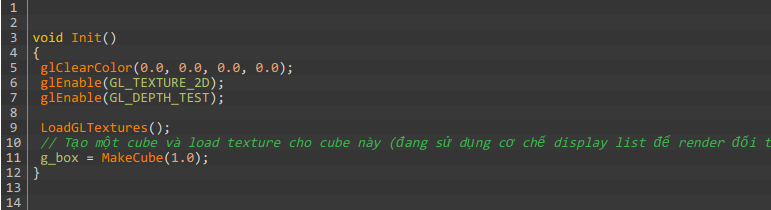 1
2
3 void Init()
4 {
5 glClearColor(0.0, 0.0, 0.0, 0.0);
6 glEnable(GL_TEXTURE_2D);
7 glEnable(GL_DEPTH_TEST);
8
9 LoadGLTextures();
10 // Tạo một cube và load texture cho cube này (đang sử dụng cơ chế display list để render đối t
11 g_box = MakeCube(1.0);
12 }
13
14